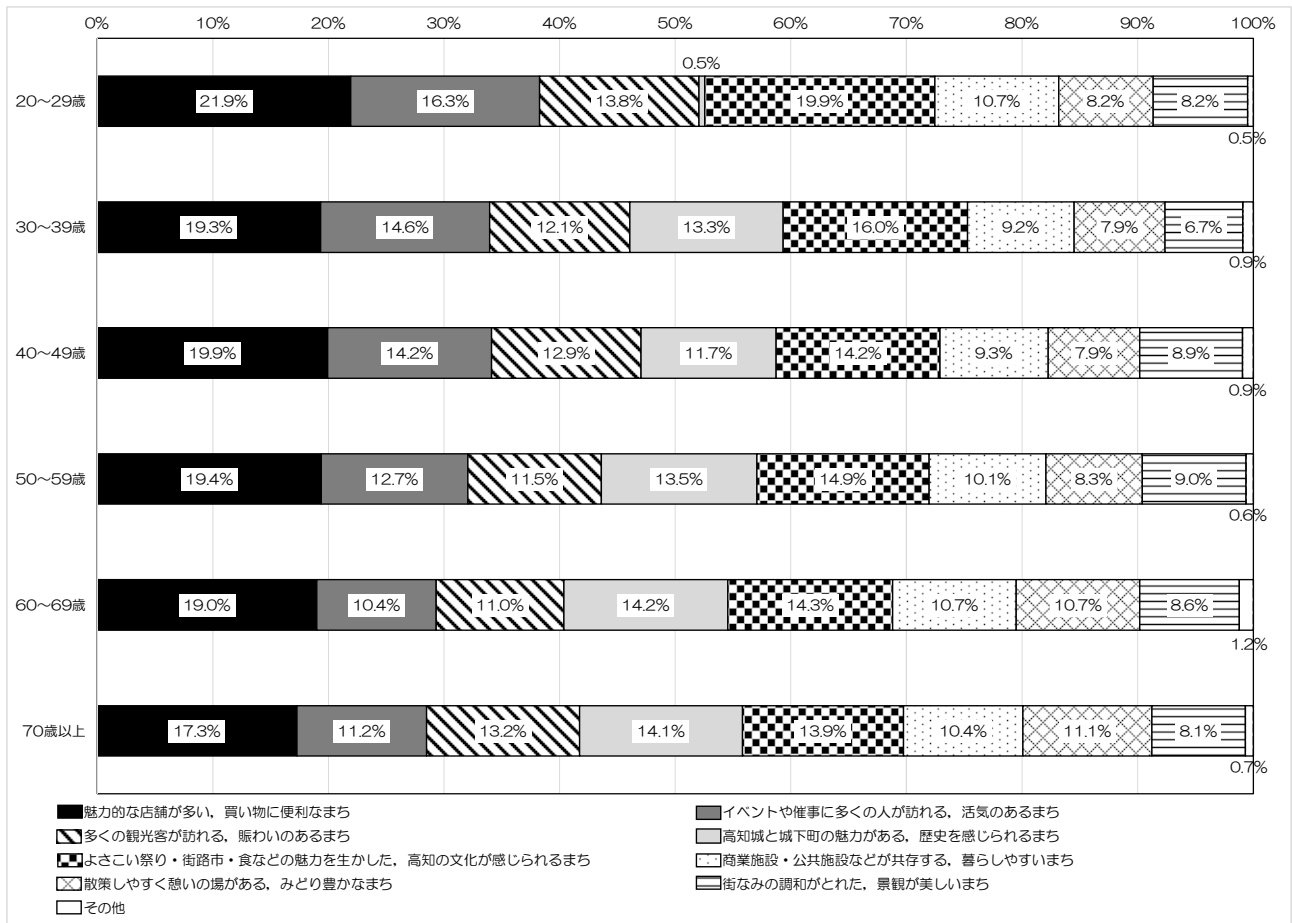 0% 10% 20% 30% 40% 50% 60% 70% 80% 90% 100%
0.5%
20～29歳 21.9% 16.3% 13.8% 19.9% 10.7% 8.2% 8.2%
0.5%
30～39歳 19.3% 14.6% 12.1% 13.3% 16.0% 9.2% 7.9% 6.7%
0.9%
40～49歳 19.9% 14.2% 12.9% 11.7% 14.2% 9.3% 7.9% 8.9%
0.9%
50～59歳 19.4% 12.7% 11.5% 13.5% 14.9% 10.1% 8.3% 9.0%
0.6%
60～69歳 19.0% 10.4% 11.0% 14.2% 14.3% 10.7% 10.7% 8.6%
1.2%
70歳以上 17.3% 11.2% 13.2% 14.1% 13.9% 10.4% 11.1% 8.1%
0.7%
魅力的な店舗が多い，買い物に便利なまち イベントや催事に多くの人が訪れる，活気のあるまち
多くの観光客が訪れる，賑わいのあるまち 高知城と城下町の魅力がある，歴史を感じられるまち
よさこい祭り・街路市・食などの魅力を生かした，高知の文化が感じられるまち 商業施設・公共施設などが共存する，暮らしやすいまち
散策しやすく憩いの場がある，みどり豊かなまち 街なみの調和がとれた，景観が美しいまち
その他